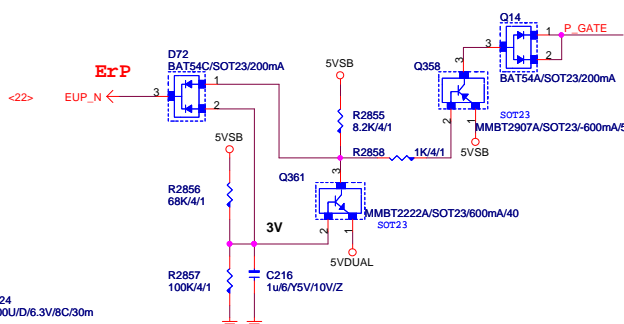 Q14
P_GATE
3
1
2
BAT54A/SOT23/200mA
D72
BAT54C/SOT23/200mA
ErP
<22>
EUP_N
3
1
2
5VSB
R2855
8.2K/4/1
Q358
3
2
1
SOT23
MMBT2907A/SOT23/-600mA/5
5VSB
R2858
1K/4/1
5VSB
R2856
68K/4/1
Q361
3
MMBT2222A/SOT23/600mA/40
SOT23
2
1
3V
5VDUAL
R2857
100K/4/1
C216
1u/6/Y5V/10V/Z
24
00U/D/6.3V/8C/30m